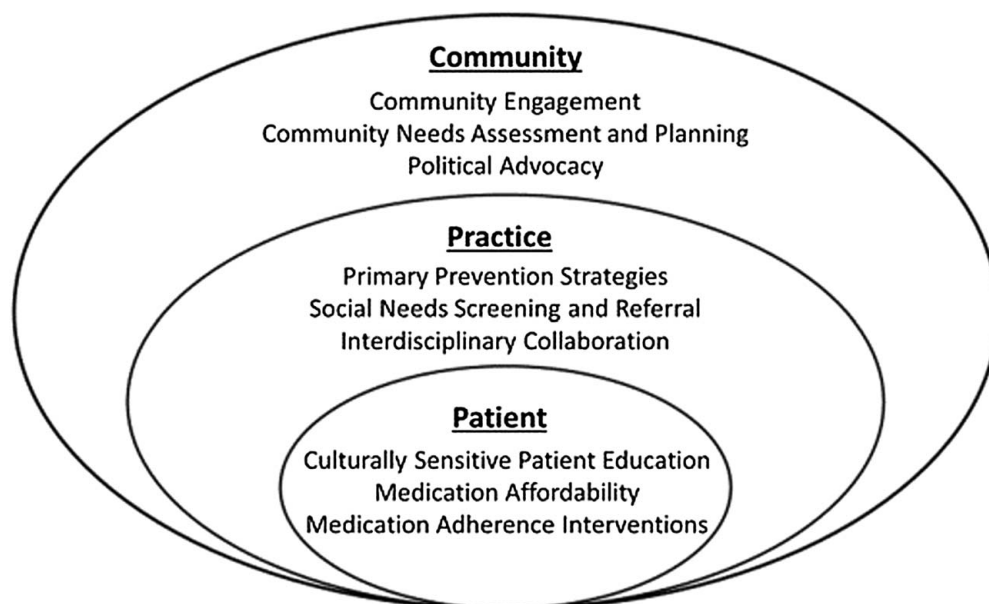 Community
Community Engagement
Community Needs Assessment and Planning
Political Advocacy
Practice
Primary Prevention Strategies
Social Needs Screening and Referral
Interdisciplinary Collaboration
Patient
Culturally Sensitive Patient Education
Medication Affordability
Medication Adherence Interventions